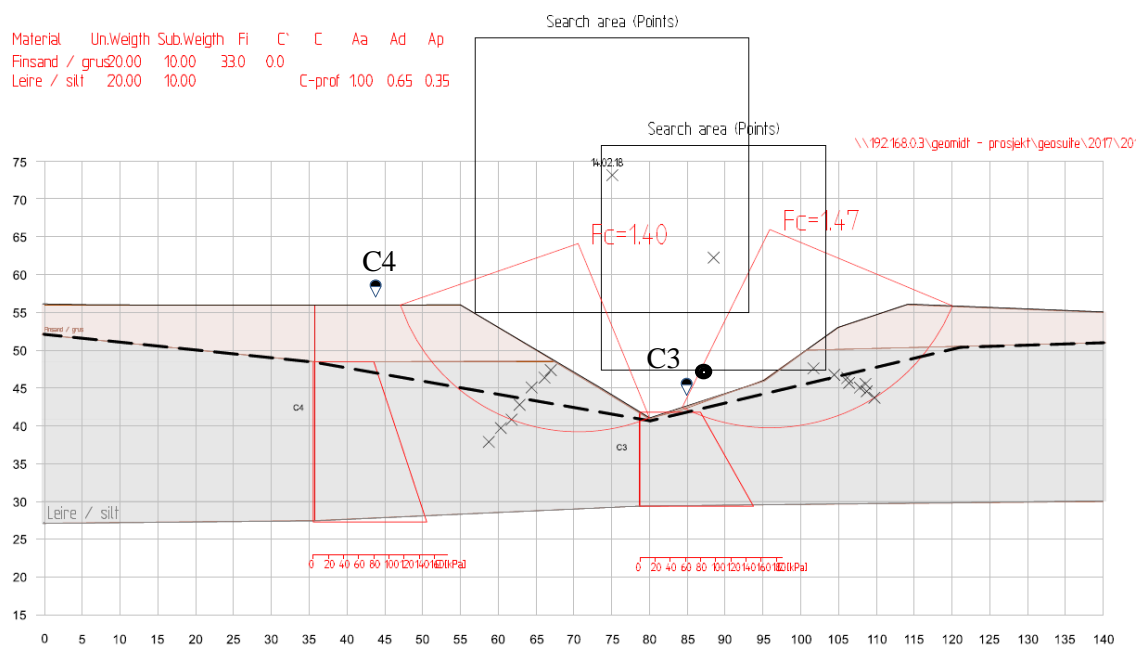 Search area (Points)
Material Un.Weigth Sub.Weigth Fi C` C Aa Ad Ap
Finsand / grus 20.00 10.00 33.0 0.0
Leire / silt 20.00 10.00 C-prof 1.00 0.65 0.35
Search area (Points)
\\192.168.0.3\geomidt - prosjekt\geosuite\2017\201
14.02.18
Fc=1.40
Fc=1.47
C4
C3
Finsand / grus
C4
C3
Leire / silt
75
70
65
60
55
50
45
40
35
30
25
20
15
0 20 40 60 80 100 120 140 160 [kPa]
0 20 40 60 80 100 120 140 160 180 [kPa]
0 5 10 15 20 25 30 35 40 45 50 55 60 65 70 75 80 85 90 95 100 105 110 115 120 125 130 135 140